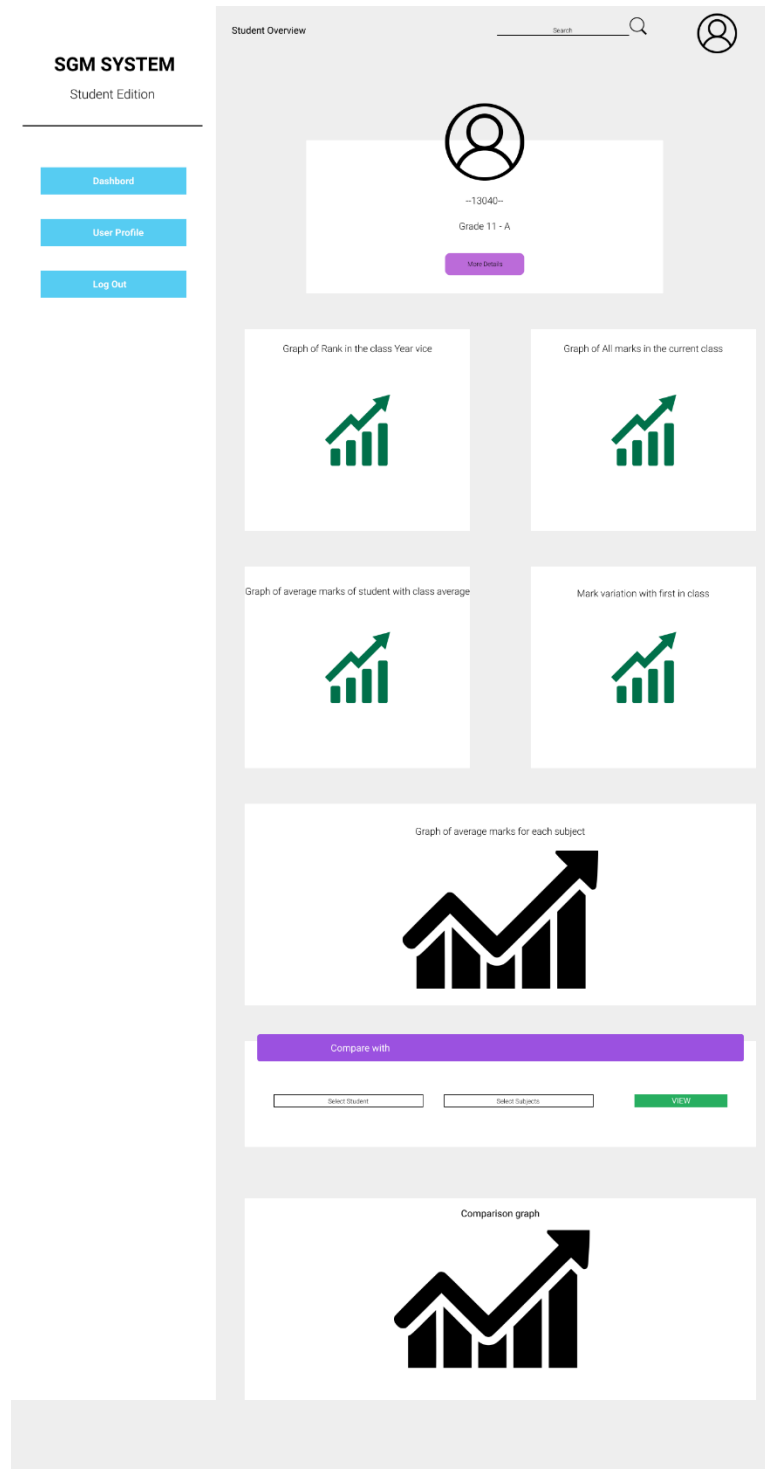 SGM SYSTEM
Student Edition
Dashbord
User Profile
Log Out
Student Overview
Search
--13040--
Grade 11 - A
More Details
Graph of Rank in the class Year vice
Graph of All marks in the current class
Graph of average marks of student with class average
Mark variation with first in class
Graph of average marks for each subject
Compare with
Select Student
Select Subjects
VIEW
Comparison graph